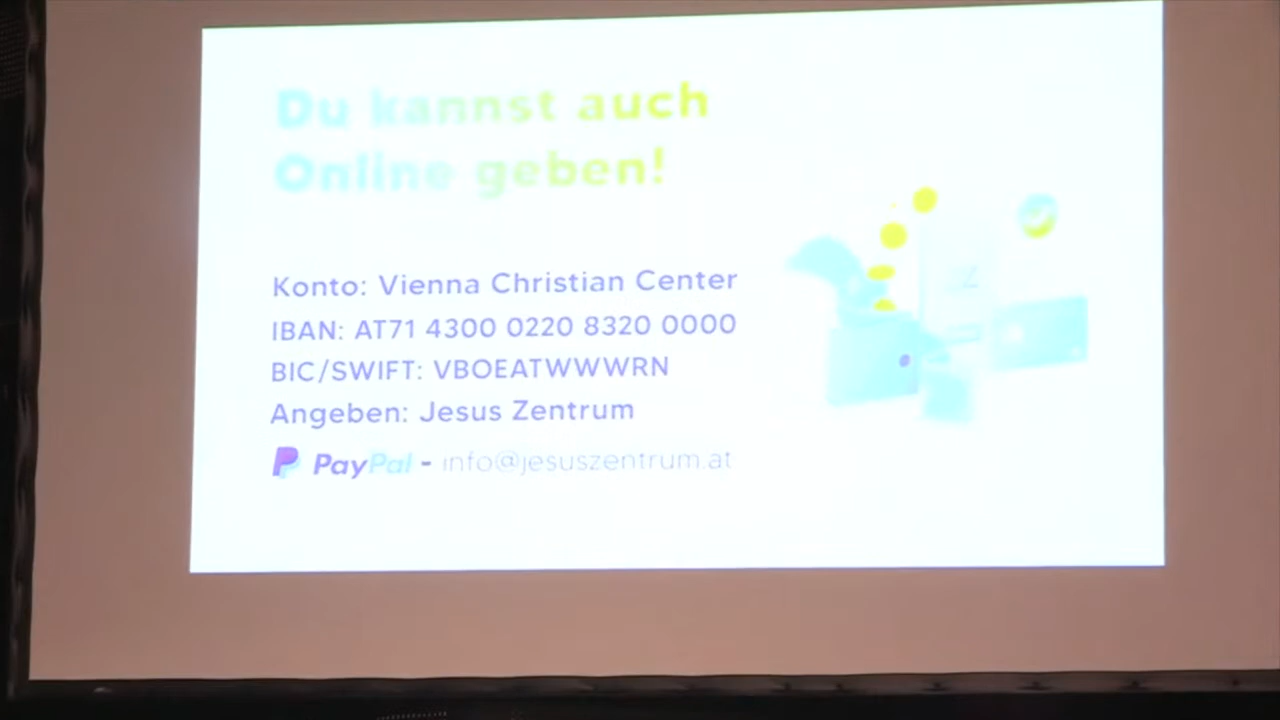 Du kannst auch
Online geben!
Konto: Vienna Christian Center
IBAN: AT71 4300 0220 8320 0000
BIC/SWIFT: VBOEATWWWRN
Angeben: Jesus Zentrum
PayPal - info@jesuszentrum.at